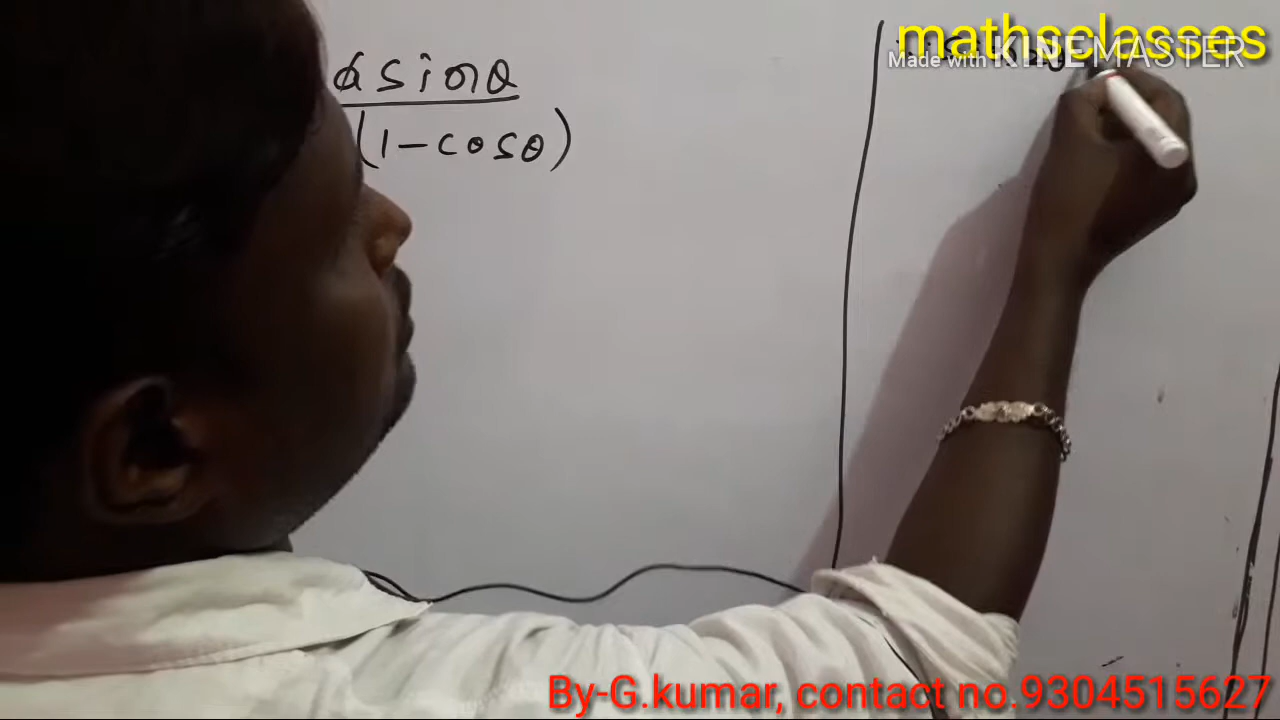 mathsclasses
Made with KINEMASTER
a sinθ
(1-cosθ)
By-G.kumar, contact no.9304515627